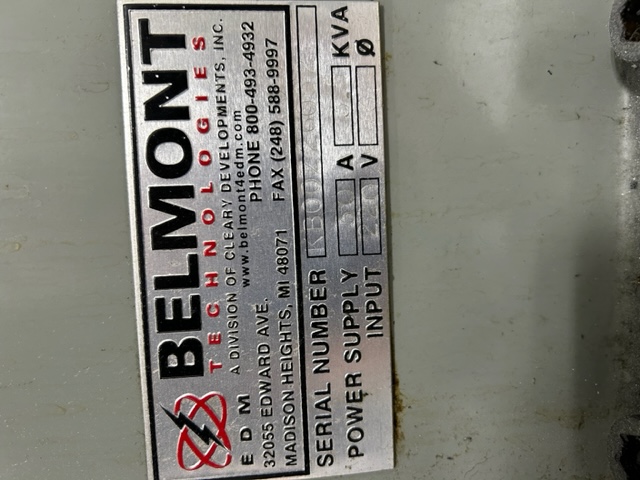 BELMONT
TECHNOLOGIES
EDM A DIVISION OF CLEARY DEVELOPMENTS, INC.
www.belmont4edm.com
32055 EDWARD AVE. PHONE 800-493-4932
MADISON HEIGHTS, MI 48071 FAX (248) 588-9997
SERIAL NUMBER
POWER SUPPLY A KVA
INPUT 220 V Ø